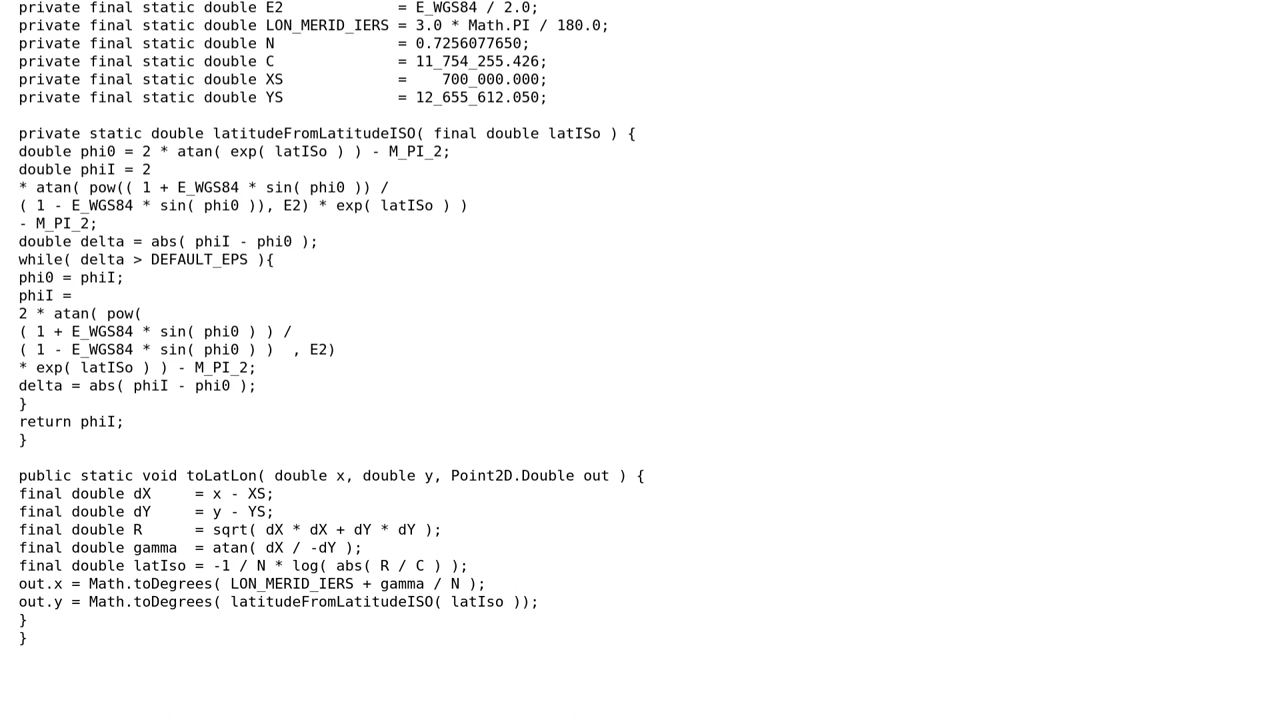 private final static double E2             = E_WGS84 / 2.0;
private final static double LON_MERID_IERS = 3.0 * Math.PI / 180.0;
private final static double N              = 0.7256077650;
private final static double C              = 11_754_255.426;
private final static double XS             =    700_000.000;
private final static double YS             = 12_655_612.050;

private static double latitudeFromLatitudeISO( final double latISo ) {
double phi0 = 2 * atan( exp( latISo ) ) - M_PI_2;
double phiI = 2
* atan( pow(( 1 + E_WGS84 * sin( phi0 )) /
( 1 - E_WGS84 * sin( phi0 )), E2) * exp( latISo ) )
- M_PI_2;
double delta = abs( phiI - phi0 );
while( delta > DEFAULT_EPS ){
phi0 = phiI;
phiI =
2 * atan( pow(
( 1 + E_WGS84 * sin( phi0 ) ) /
( 1 - E_WGS84 * sin( phi0 ) )  , E2)
* exp( latISo ) ) - M_PI_2;
delta = abs( phiI - phi0 );
}
return phiI;
}

public static void toLatLon( double x, double y, Point2D.Double out ) {
final double dX     = x - XS;
final double dY     = y - YS;
final double R      = sqrt( dX * dX + dY * dY );
final double gamma  = atan( dX / -dY );
final double latIso = -1 / N * log( abs( R / C ) );
out.x = Math.toDegrees( LON_MERID_IERS + gamma / N );
out.y = Math.toDegrees( latitudeFromLatitudeISO( latIso ));
}
}